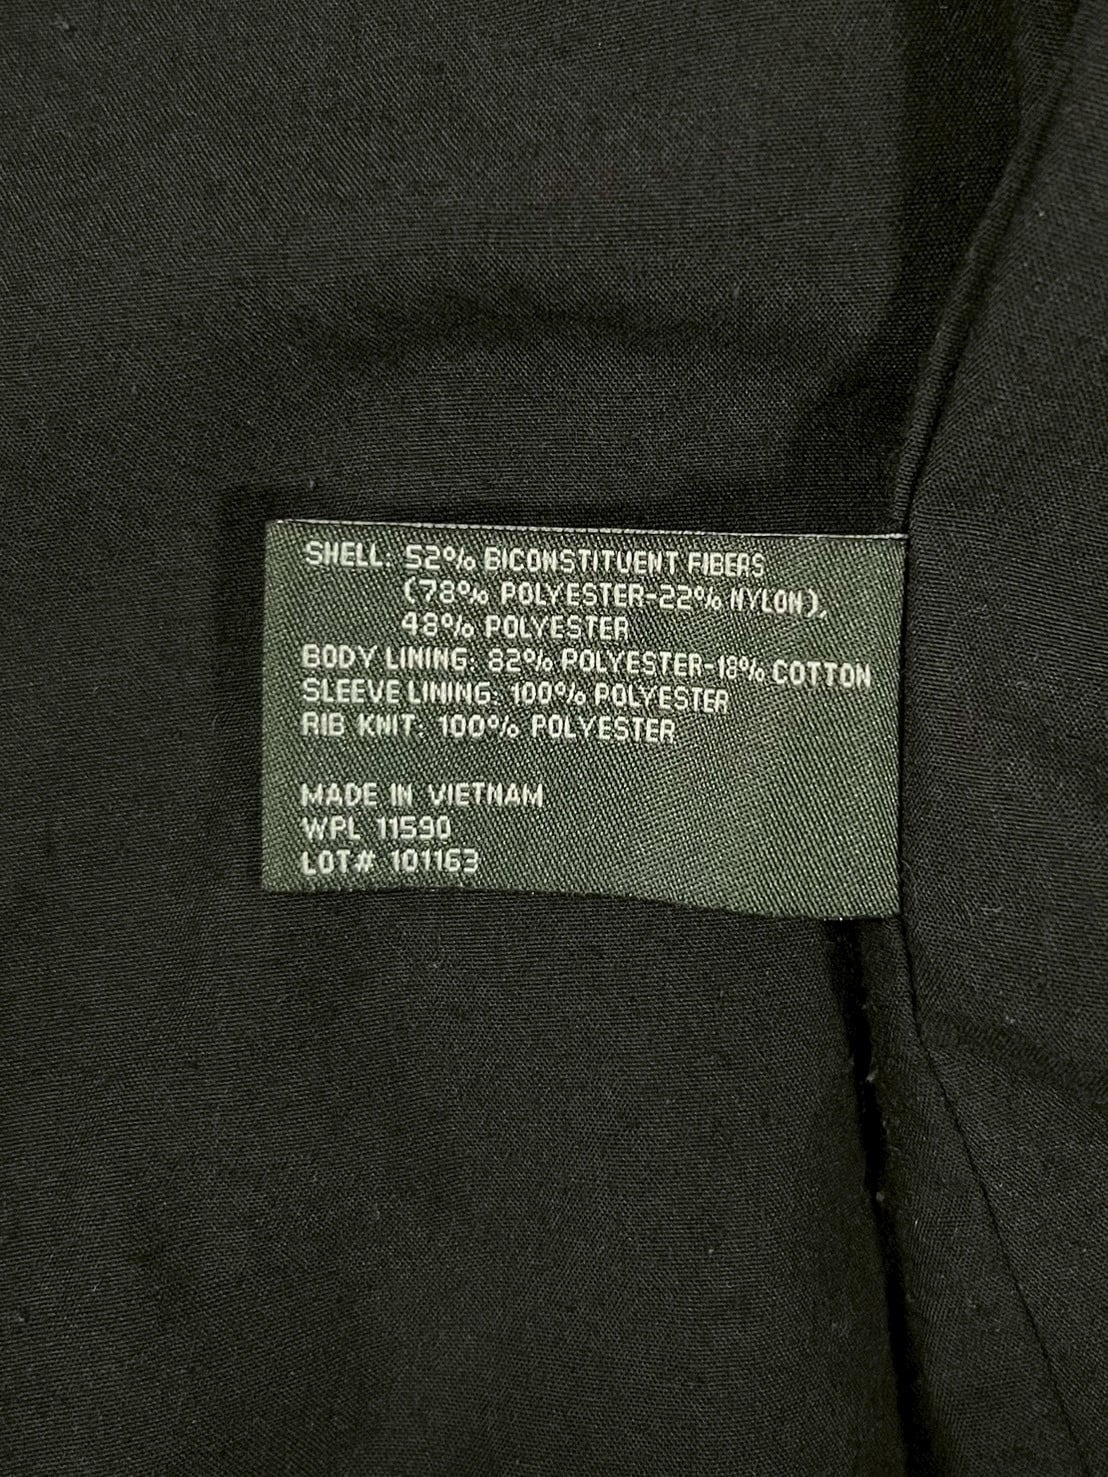 SHELL: 52% BICONSTITUENT FIBERS
(78% POLYESTER-22% NYLON),
48% POLYESTER
BODY LINING: 82% POLYESTER-18% COTTON
SLEEVE LINING: 100% POLYESTER
RIB KNIT: 100% POLYESTER
MADE IN VIETNAM
WPL 11590
LOT# 101163